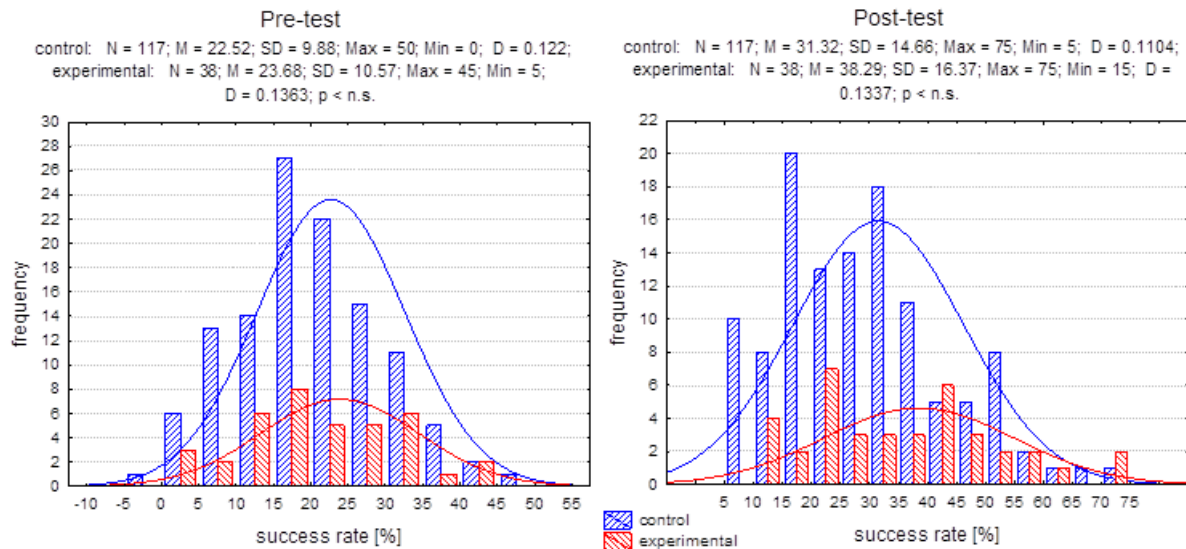 Pre-test
control: N = 117; M = 22.52; SD = 9.88; Max = 50; Min = 0; D = 0.122;
experimental: N = 38; M = 23.68; SD = 10.57; Max = 45; Min = 5;
D = 0.1363; p < n.s.
30
28
26
24
22
20
18
16
14
12
10
8
6
4
2
0
frequency
-10 -5 0 5 10 15 20 25 30 35 40 45 50 55
success rate [%]
Post-test
control: N = 117; M = 31.32; SD = 14.66; Max = 75; Min = 5; D = 0.1104;
experimental: N = 38; M = 38.29; SD = 16.37; Max = 75; Min = 15; D =
0.1337; p < n.s.
22
20
18
16
14
12
10
8
6
4
2
0
frequency
5 10 15 20 25 30 35 40 45 50 55 60 65 70 75
success rate [%]
control
experimental